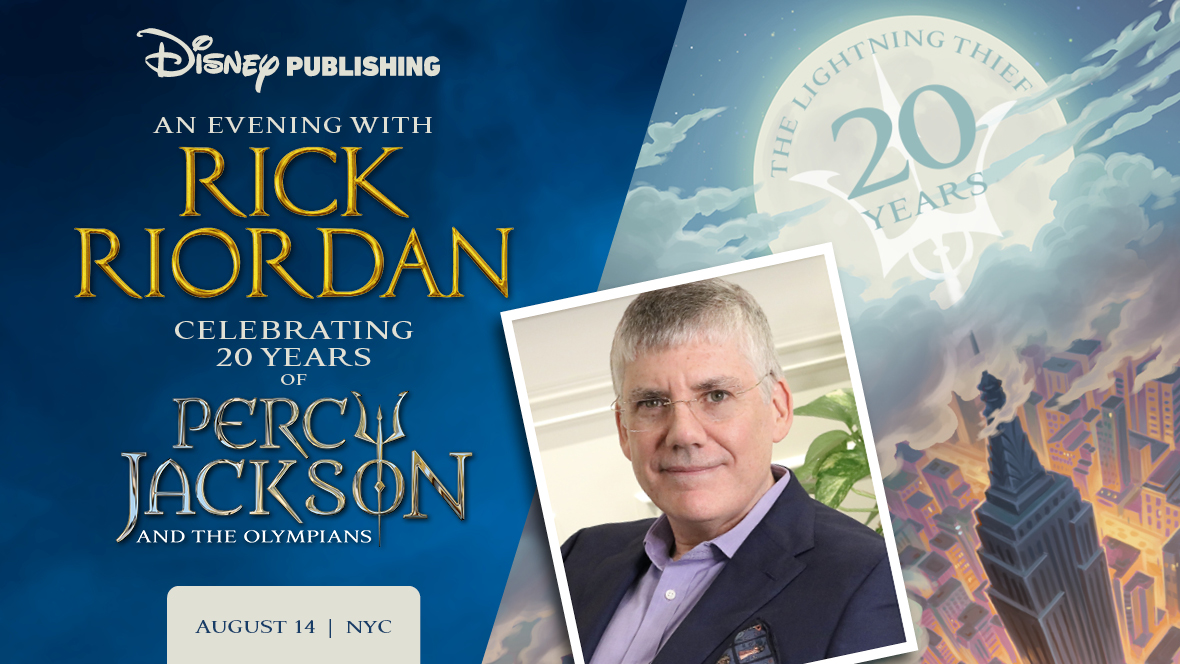 Disney PUBLISHING
AN EVENING WITH
RICK
RIORDAN
CELEBRATING
20 YEARS
OF
PERCY
JACKSON
AND THE OLYMPIANS
AUGUST 14 | NYC
THE LIGHTNING THIEF
20
YEARS